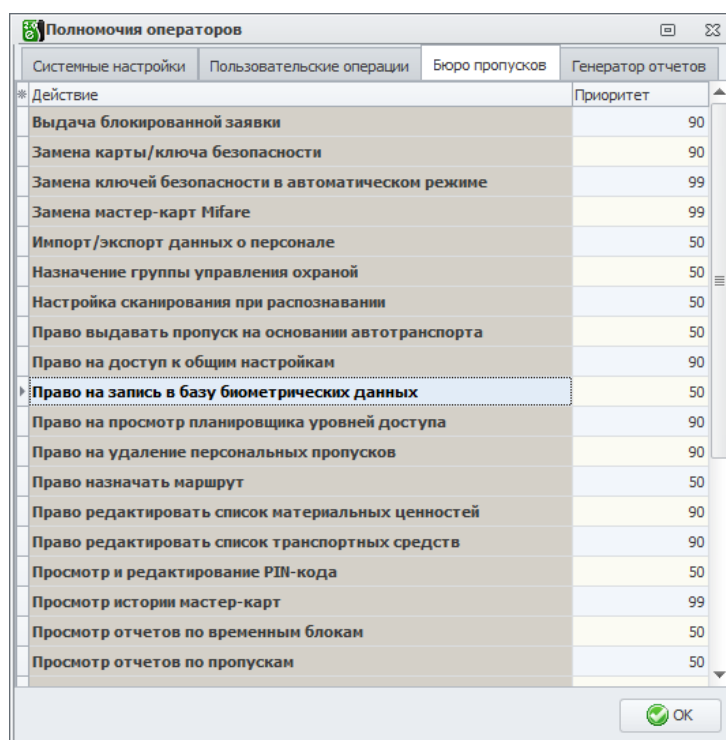 Полномочия операторов
Системные настройки Пользовательские операции Бюро пропусков Генератор отчетов
Действие Приоритет
Выдача блокированной заявки 90
Замена карты/ключа безопасности 90
Замена ключей безопасности в автоматическом режиме 99
Замена мастер-карт Mifare 99
Импорт/экспорт данных о персонале 50
Назначение группы управления охраной 50
Настройка сканирования при распознавании 50
Право выдавать пропуск на основании автотранспорта 50
Право на доступ к общим настройкам 90
Право на запись в базу биометрических данных 50
Право на просмотр планировщика уровней доступа 90
Право на удаление персональных пропусков 90
Право назначать маршрут 50
Право редактировать список материальных ценностей 90
Право редактировать список транспортных средств 90
Просмотр и редактирование PIN-кода 50
Просмотр истории мастер-карт 99
Просмотр отчетов по временным блокам 50
Просмотр отчетов по пропускам 50
OK